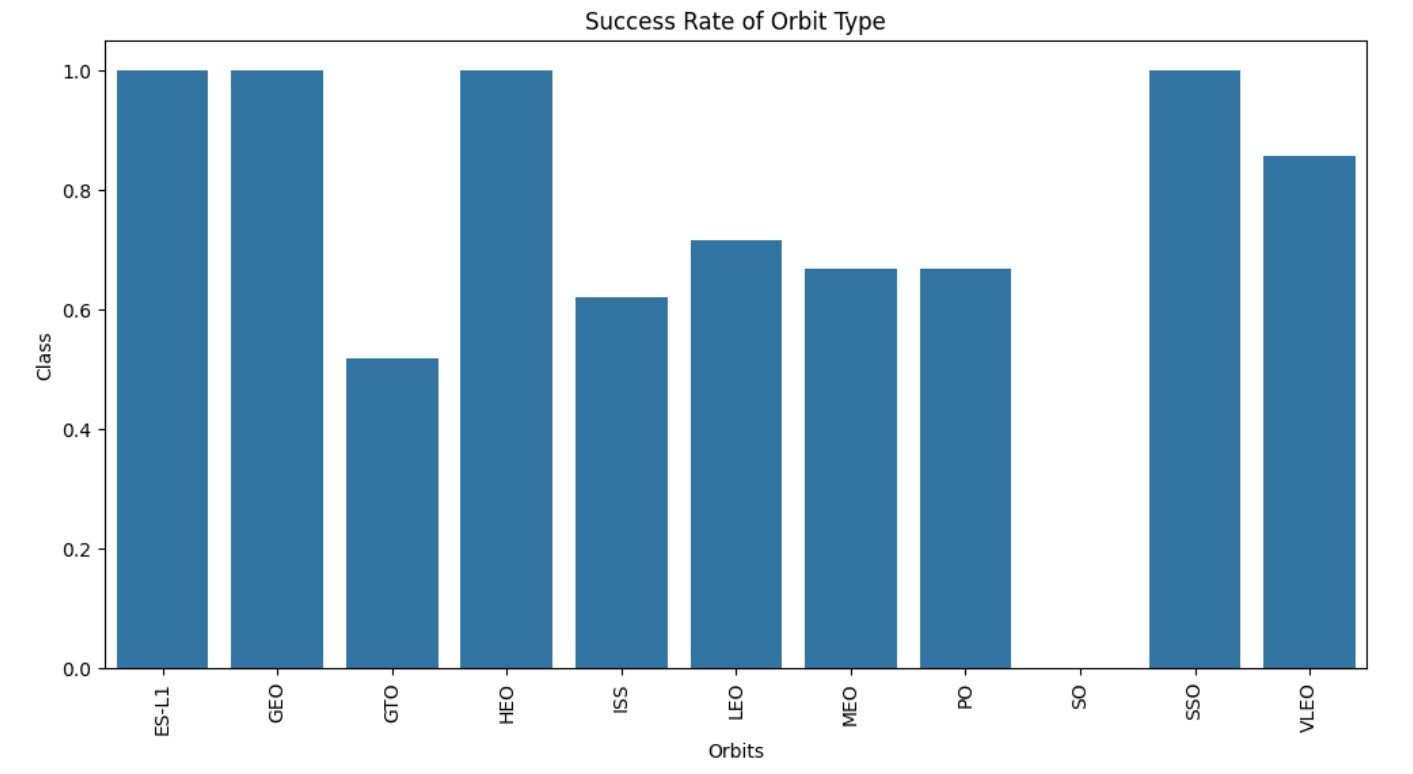 Success Rate of Orbit Type
1.0
0.8
0.6
0.4
0.2
0.0
Class
ES-L1
GEO
GTO
HEO
ISS
LEO
MEO
PO
SO
SSO
VLEO
Orbits